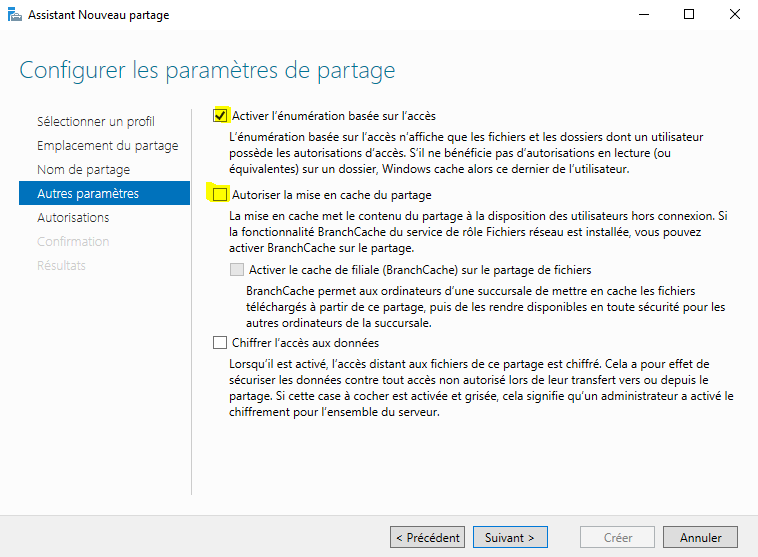 Assistant Nouveau partage
Configurer les paramètres de partage
Sélectionner un profil
Emplacement du partage
Nom de partage
Autres paramètres
Autorisations
Confirmation
Résultats
Activer l'énumération basée sur l'accès
L'énumération basée sur l'accès n'affiche que les fichiers et les dossiers dont un utilisateur
possède les autorisations d'accès. S'il ne bénéficie pas d'autorisations en lecture (ou
équivalentes) sur un dossier, Windows cache alors ce dernier de l'utilisateur.
Autoriser la mise en cache du partage
La mise en cache met le contenu du partage à la disposition des utilisateurs hors connexion. Si
la fonctionnalité BranchCache du service de rôle Fichiers réseau est installée, vous pouvez
activer BranchCache sur le partage.
Activer le cache de filiale (BranchCache) sur le partage de fichiers
BranchCache permet aux ordinateurs d'une succursale de mettre en cache les fichiers
téléchargés à partir de ce partage, puis de les rendre disponibles en toute sécurité pour les
autres ordinateurs de la succursale.
Chiffrer l'accès aux données
Lorsqu'il est activé, l'accès distant aux fichiers de ce partage est chiffré. Cela a pour effet de
sécuriser les données contre tout accès non autorisé lors de leur transfert vers ou depuis le
partage. Si cette case à cocher est activée et grisée, cela signifie qu'un administrateur a activé le
chiffrement pour l'ensemble du serveur.
< Précédent
Suivant >
Créer
Annuler